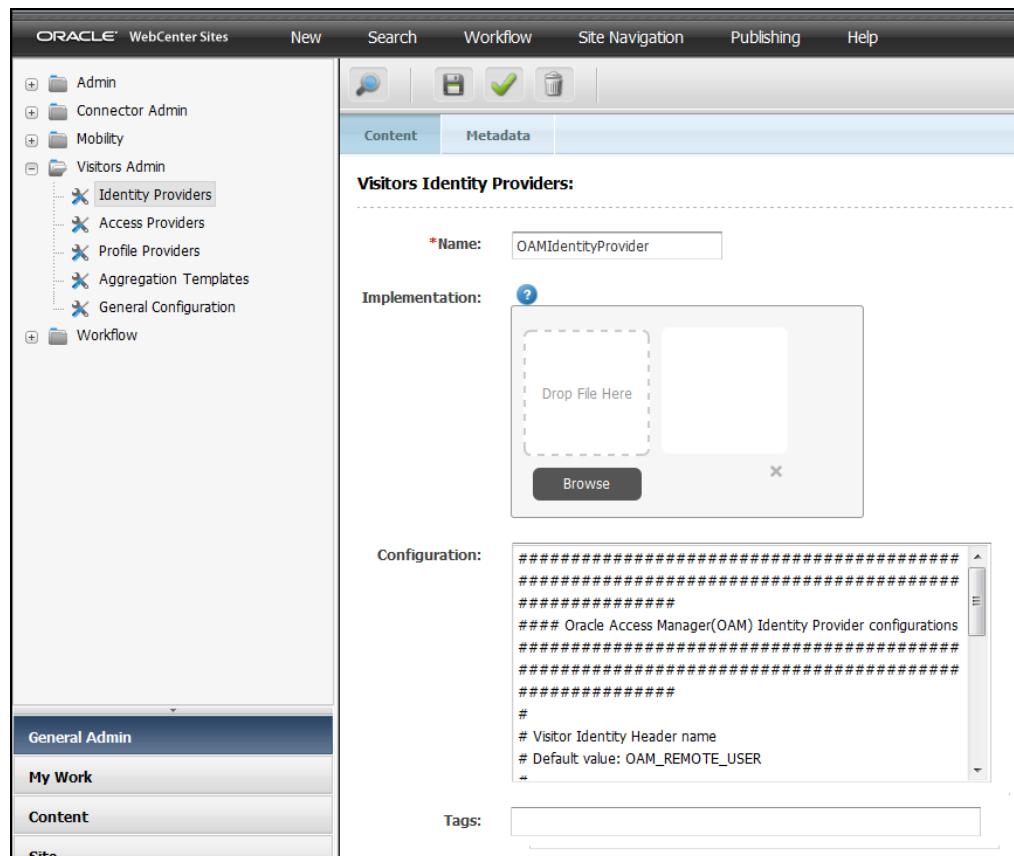 ORACLE WebCenter Sites New Search Workflow Site Navigation Publishing Help
Admin
Connector Admin
Mobility
Visitors Admin
Identity Providers
Access Providers
Profile Providers
Aggregation Templates
General Configuration
Workflow
General Admin
My Work
Content
Site
Content Metadata
Visitors Identity Providers:
*Name: OAMIdentityProvider
Implementation: ?
Drop File Here
Browse
Configuration:
##########################################
##########################################
###############
#### Oracle Access Manager(OAM) Identity Provider configurations
##########################################
##########################################
###############
#
# Visitor Identity Header name
# Default value: OAM_REMOTE_USER
#
Tags: